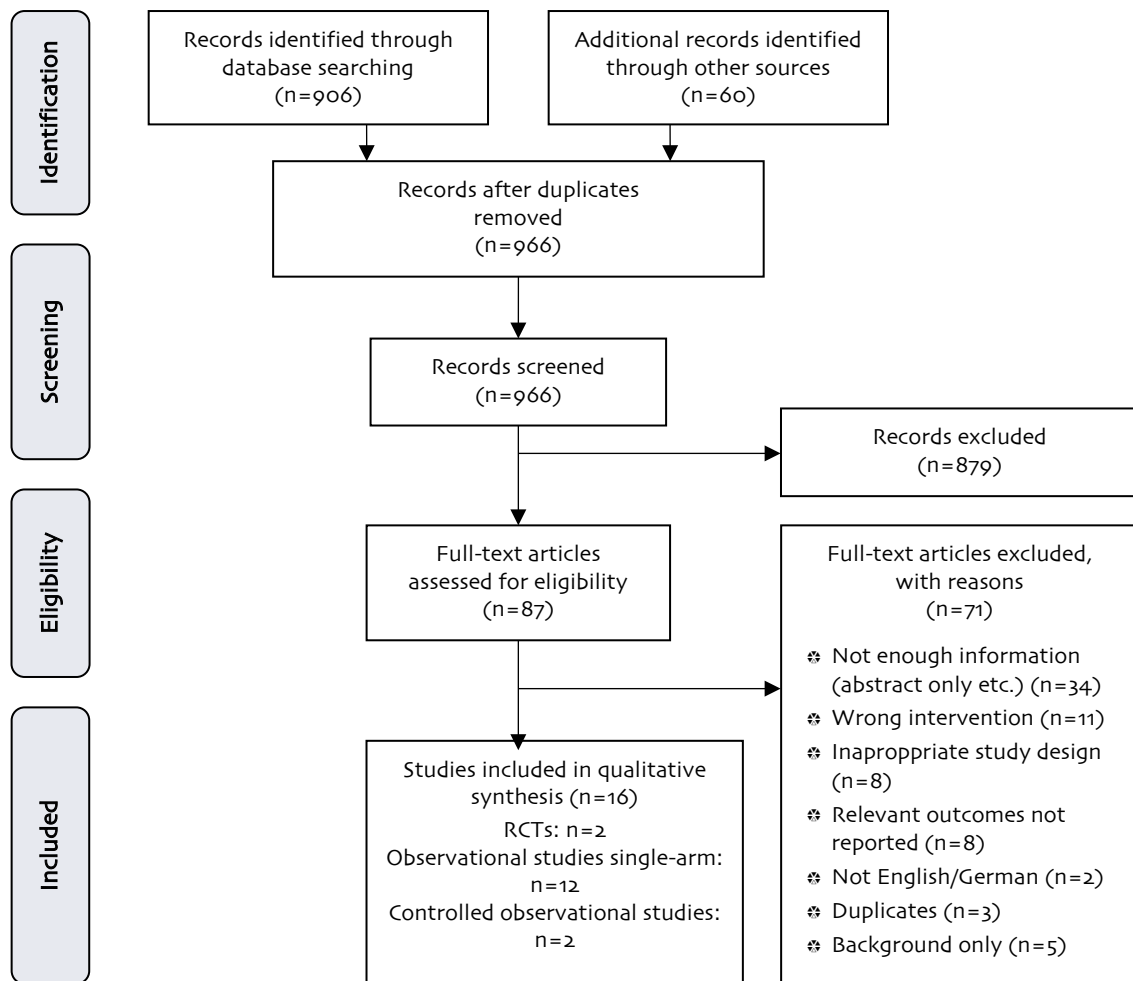 Identification
Records identified through
database searching
(n=906)
Additional records identified
through other sources
(n=60)
Records after duplicates
removed
(n=966)
Screening
Records screened
(n=966)
Records excluded
(n=879)
Eligibility
Full-text articles
assessed for eligibility
(n=87)
Full-text articles excluded,
with reasons
(n=71)
Not enough information
(abstract only etc.) (n=34)
Wrong intervention (n=11)
Inaproppriate study design
(n=8)
Relevant outcomes not
reported (n=8)
Not English/German (n=2)
Duplicates (n=3)
Background only (n=5)
Included
Studies included in qualitative
synthesis (n=16)
RCTs: n=2
Observational studies single-arm:
n=12
Controlled observational studies:
n=2